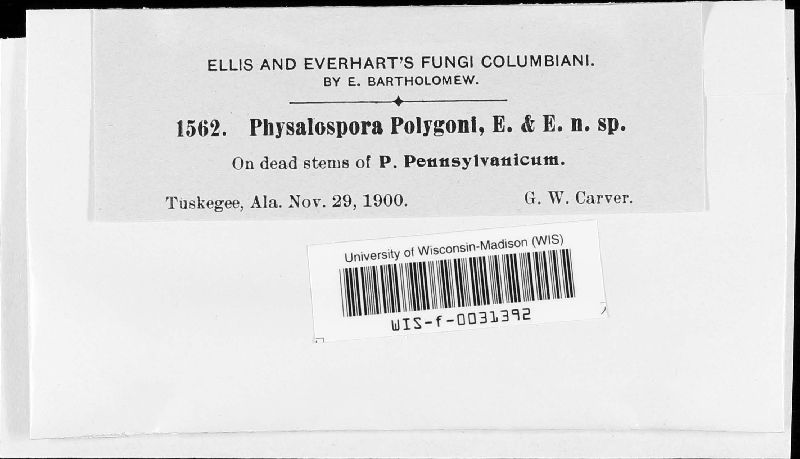 ELLIS AND EVERHART'S FUNGI COLUMBIANI.
BY E. BARTHOLOMEW.
1562. Physalospora Polygoni, E. & E. n. sp.
On dead stems of P. Pennsylvanicum.
Tuskegee, Ala. Nov. 29, 1900. G. W. Carver.
University of Wisconsin-Madison (WIS)
WIS-f-0031392